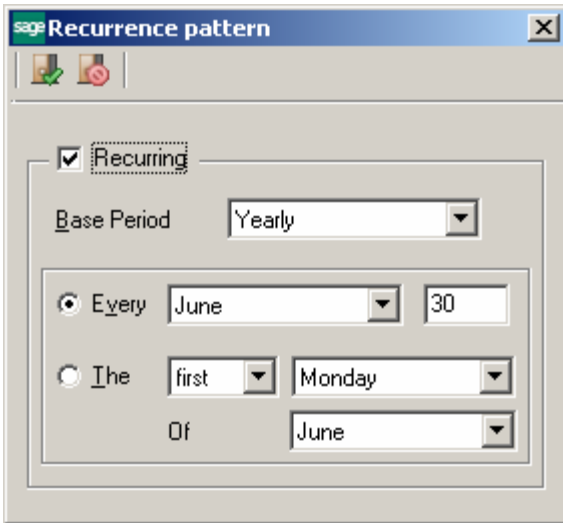 sage Recurrence pattern
Recurring
Base Period Yearly
Every June 30
The first Monday
Of June